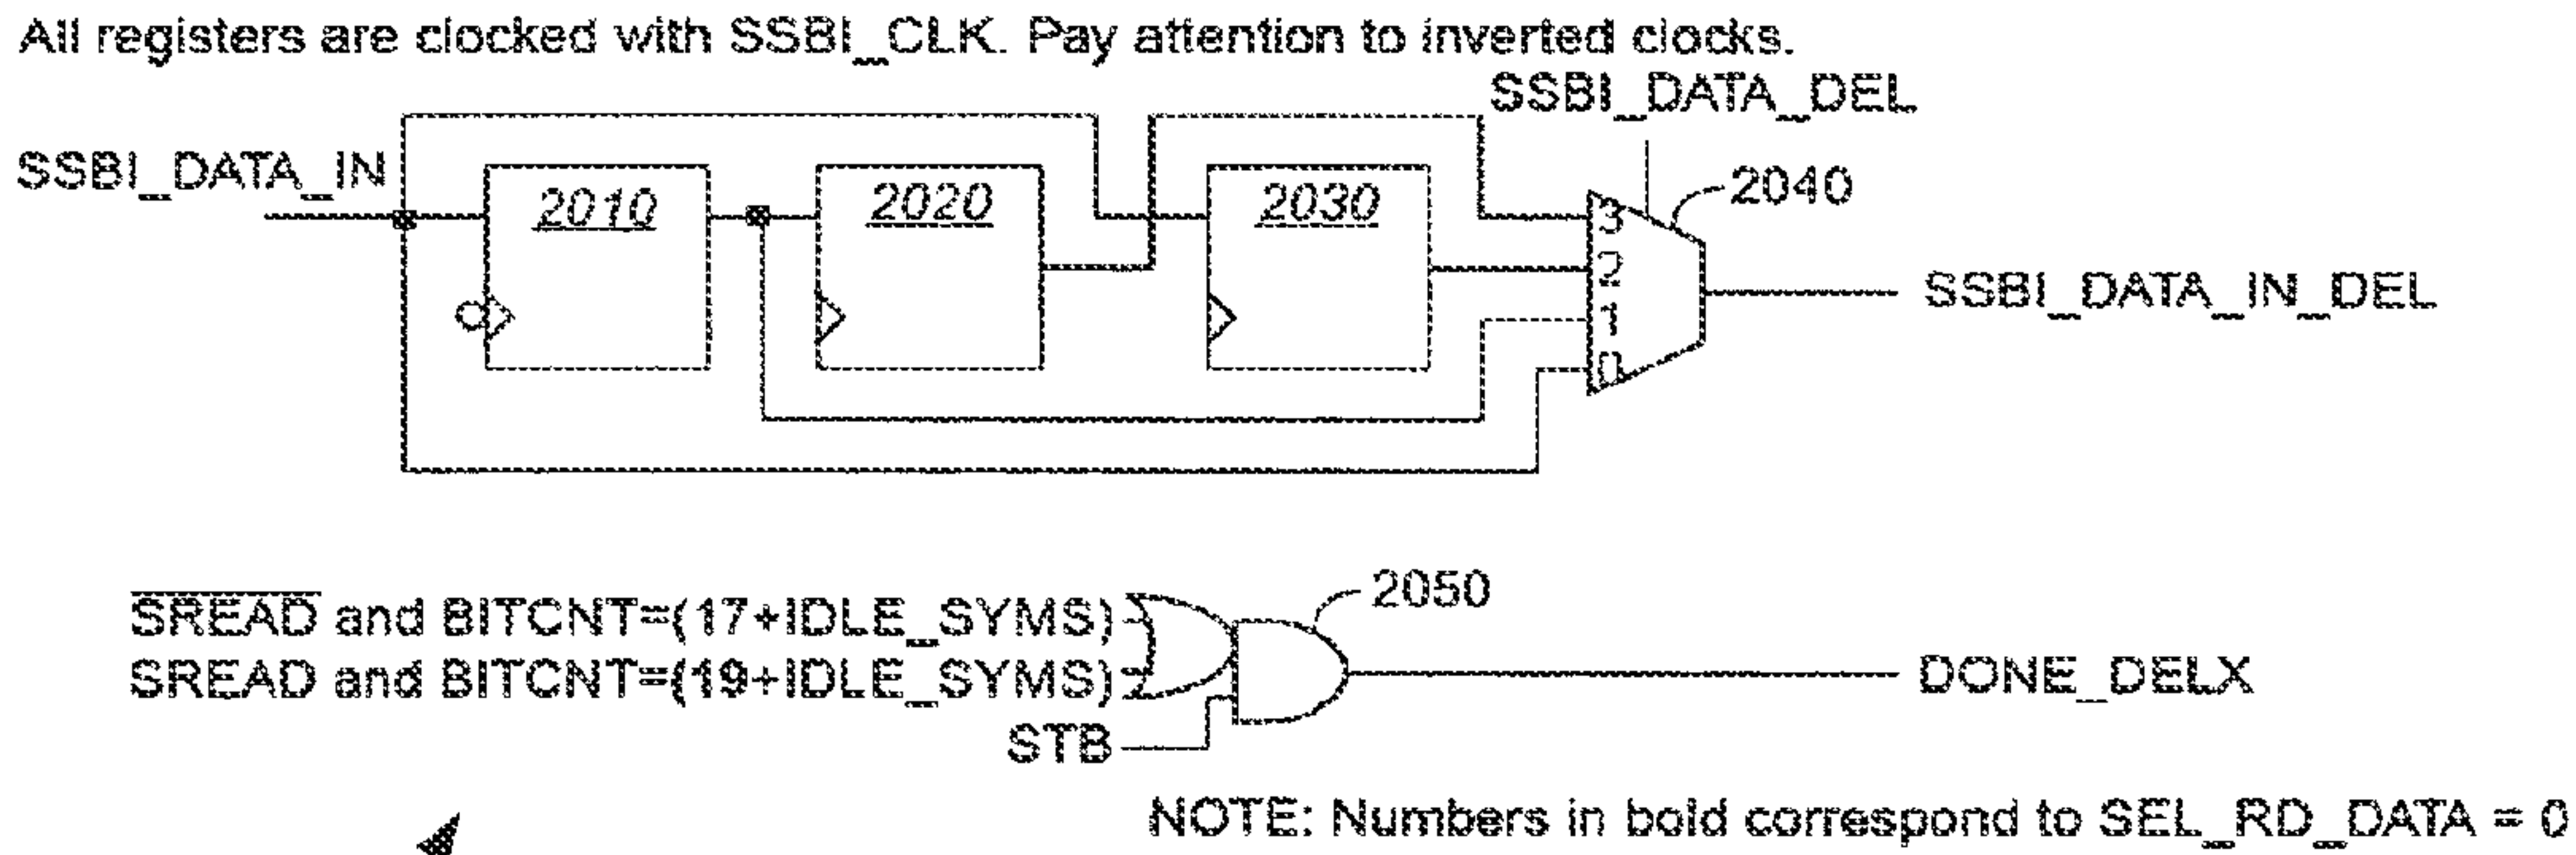 All registers are clocked with SSBI_CLK. Pay attention to inverted clocks.
SSBI_DATA_DEL
SSBI_DATA_IN
2010
2020
2030
2040
3
2
1
0
SSBI_DATA_IN_DEL
S̅R̅E̅A̅D̅ and BITCNT=(17+IDLE_SYMS)
2050
SREAD and BITCNT=(19+IDLE_SYMS)
DONE_DELX
STB
NOTE: Numbers in bold correspond to SEL_RD_DATA = 0